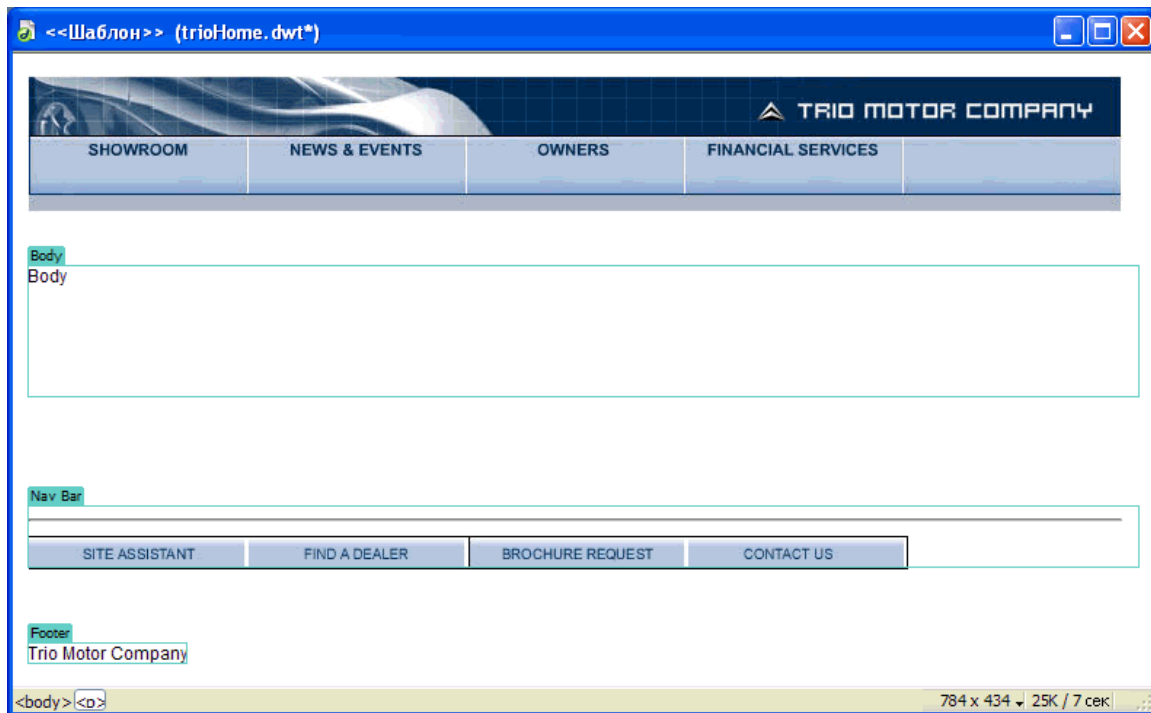 <<Шаблон>> (trioHome.dwt*)
TRIO MOTOR COMPANY
SHOWROOM NEWS & EVENTS OWNERS FINANCIAL SERVICES
Body
Body
Nav Bar
SITE ASSISTANT FIND A DEALER BROCHURE REQUEST CONTACT US
Footer
Trio Motor Company
<body> <p> 784 x 434 25K / 7 сек